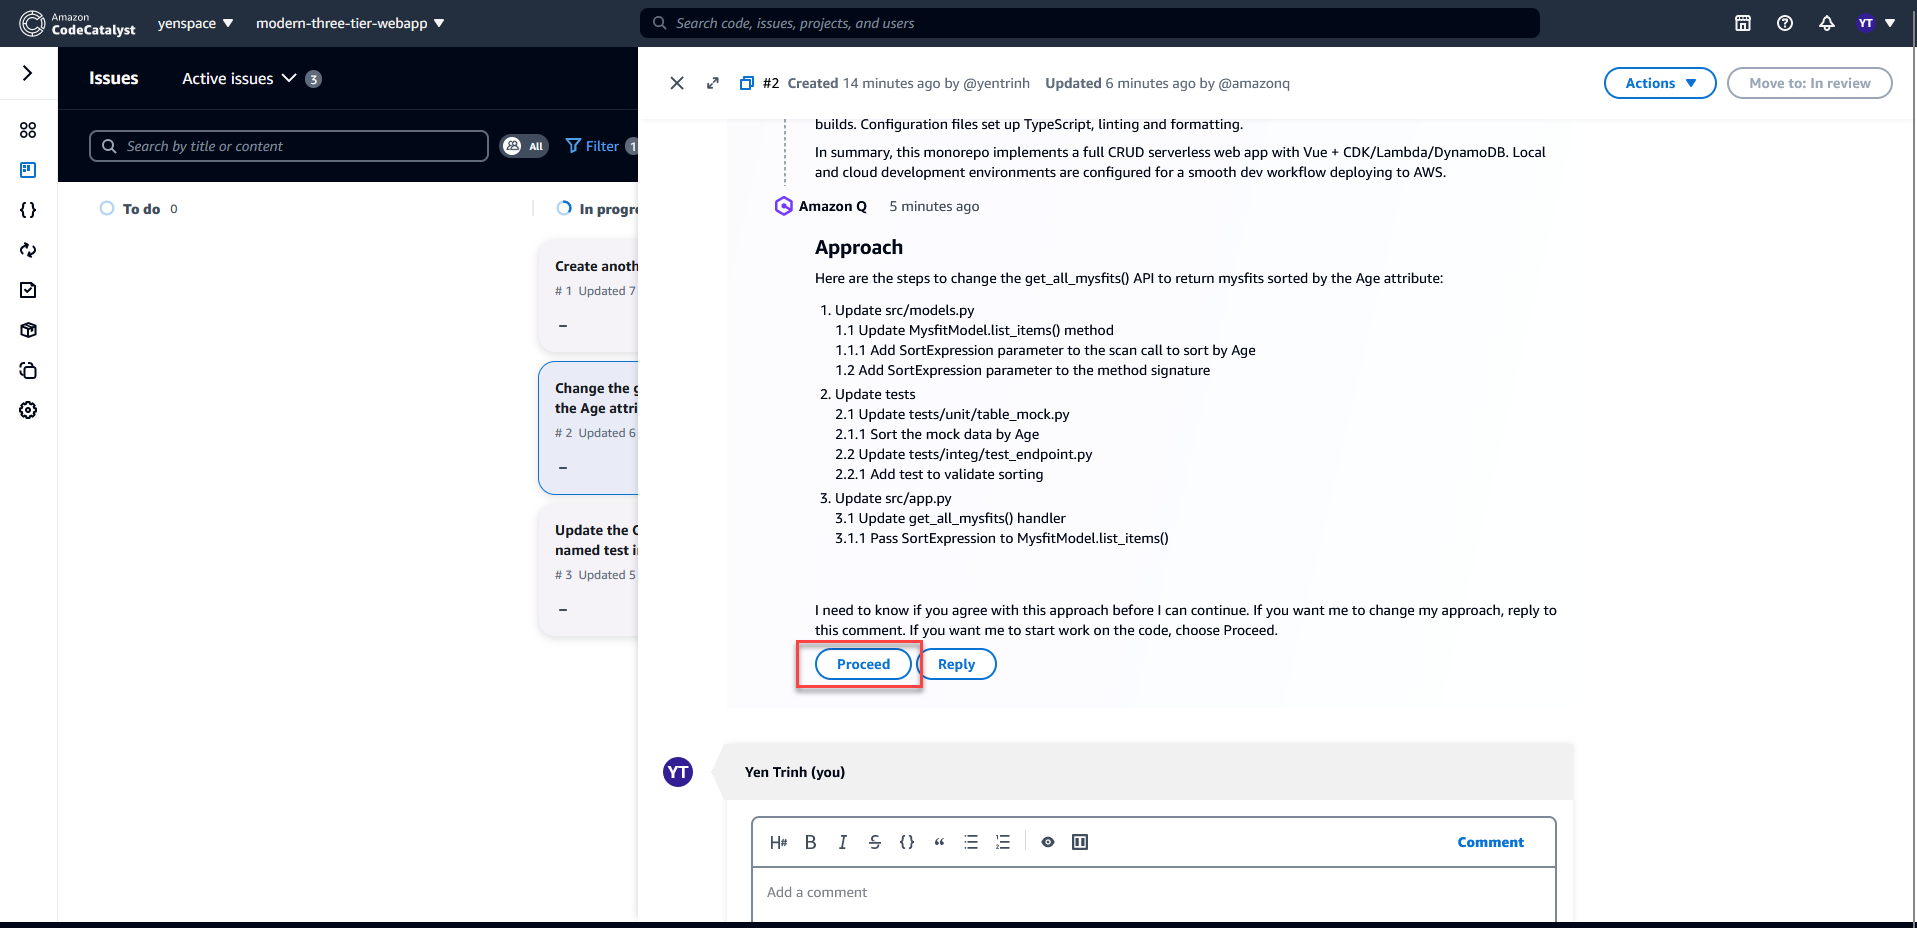 Amazon
CodeCatalyst
yenspace
modern-three-tier-webapp
Search code, issues, projects, and users
YT
Issues
Active issues 3
Search by title or content
All
Filter 1
To do 0
In progre
Create anoth
# 1 Updated 7
–
Change the g
the Age attri
# 2 Updated 6
–
Update the C
named test i
# 3 Updated 5
–
#2 Created 14 minutes ago by @yentrinh Updated 6 minutes ago by @amazonq
Actions
Move to: In review
builds. Configuration files set up TypeScript, linting and formatting.
In summary, this monorepo implements a full CRUD serverless web app with Vue + CDK/Lambda/DynamoDB. Local
and cloud development environments are configured for a smooth dev workflow deploying to AWS.
Amazon Q 5 minutes ago
Approach
Here are the steps to change the get_all_mysfits() API to return mysfits sorted by the Age attribute:
1. Update src/models.py
1.1 Update MysfitModel.list_items() method
1.1.1 Add SortExpression parameter to the scan call to sort by Age
1.2 Add SortExpression parameter to the method signature
2. Update tests
2.1 Update tests/unit/table_mock.py
2.1.1 Sort the mock data by Age
2.2 Update tests/integ/test_endpoint.py
2.2.1 Add test to validate sorting
3. Update src/app.py
3.1 Update get_all_mysfits() handler
3.1.1 Pass SortExpression to MysfitModel.list_items()
I need to know if you agree with this approach before I can continue. If you want me to change my approach, reply to
this comment. If you want me to start work on the code, choose Proceed.
Proceed
Reply
YT
Yen Trinh (you)
H# B I S {} “
Comment
Add a comment